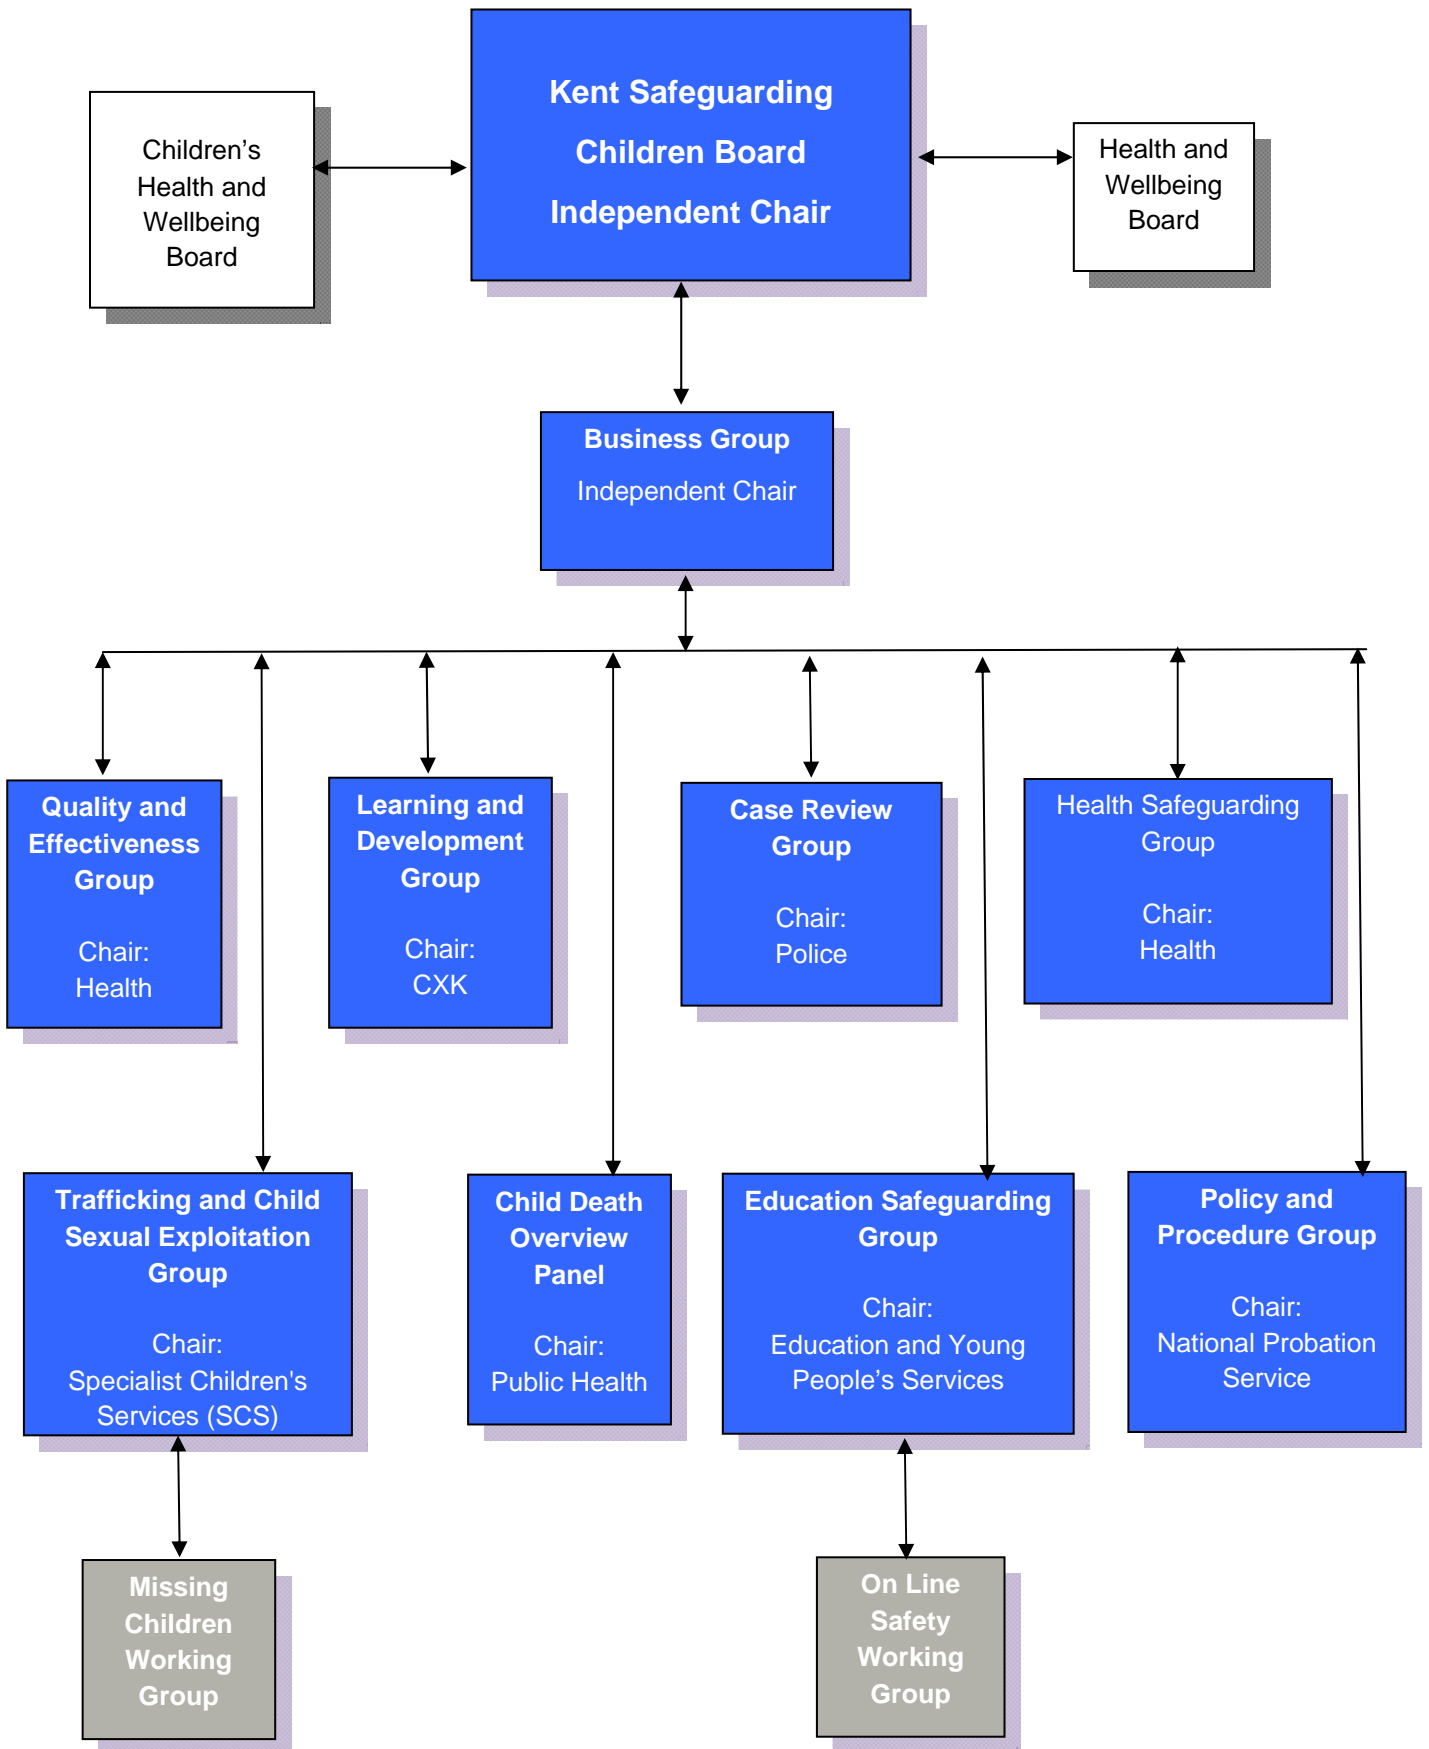 Kent Safeguarding
Children Board
Independent Chair
Children’s
Health and
Wellbeing
Board
Health and
Wellbeing
Board
Business Group
Independent Chair
Quality and
Effectiveness
Group
Chair:
Health
Learning and
Development
Group
Chair:
CXK
Case Review
Group
Chair:
Police
Health Safeguarding
Group
Chair:
Health
Trafficking and Child
Sexual Exploitation
Group
Chair:
Specialist Children's
Services (SCS)
Child Death
Overview
Panel
Chair:
Public Health
Education Safeguarding
Group
Chair:
Education and Young
People’s Services
Policy and
Procedure Group
Chair:
National Probation
Service
Missing
Children
Working
Group
On Line
Safety
Working
Group